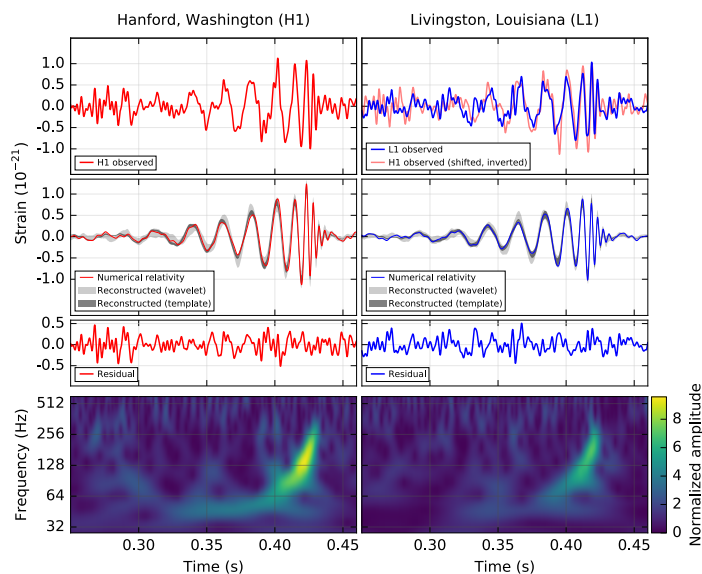 Hanford, Washington (H1)
Livingston, Louisiana (L1)
1.0
0.5
0.0
-0.5
-1.0
H1 observed
L1 observed
H1 observed (shifted, inverted)
Strain (10⁻²¹)
1.0
0.5
0.0
-0.5
-1.0
Numerical relativity
Reconstructed (wavelet)
Reconstructed (template)
Numerical relativity
Reconstructed (wavelet)
Reconstructed (template)
0.5
0.0
-0.5
Residual
Residual
Frequency (Hz)
512
256
128
64
32
0.30 0.35 0.40 0.45
0.30 0.35 0.40 0.45
Time (s)
Time (s)
8
6
4
2
0
Normalized amplitude